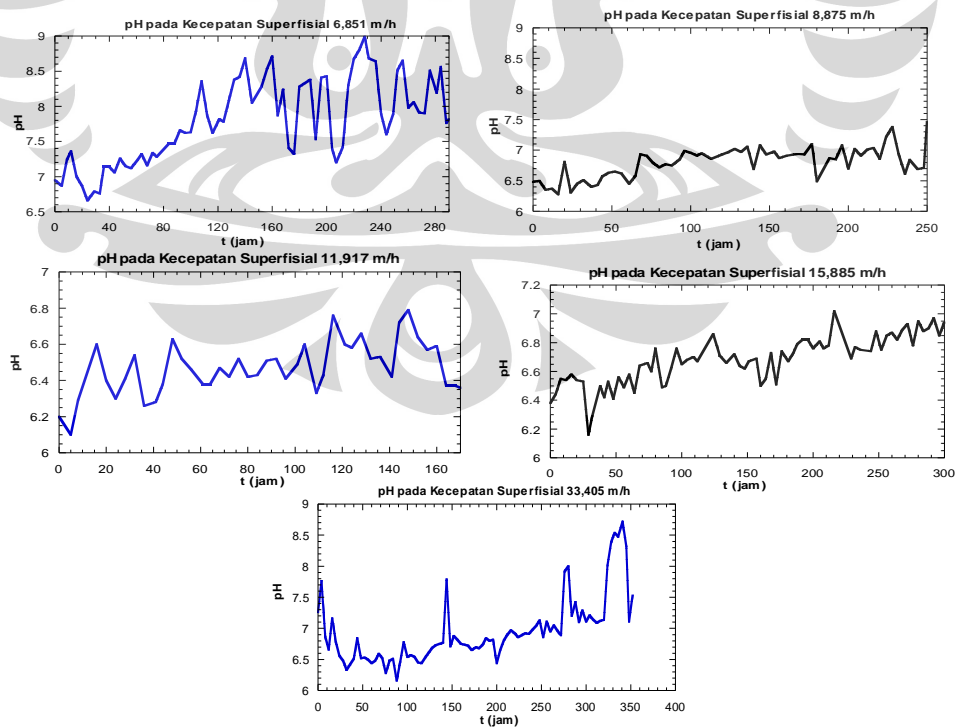 pH pada Kecepatan Superfisial 6,851 m/h
9
8.5
8
7.5
7
6.5
pH
0 40 80 120 160 200 240 280
t (jam)
pH pada Kecepatan Superfisial 8,875 m/h
9
8.5
8
7.5
7
6.5
6
pH
0 50 100 150 200 250
t (jam)
pH pada Kecepatan Superfisial 11,917 m/h
7
6.8
6.6
6.4
6.2
6
pH
0 20 40 60 80 100 120 140 160
t (jam)
pH pada Kecepatan Superfisial 15,885 m/h
7.2
7
6.8
6.6
6.4
6.2
6
pH
0 50 100 150 200 250 300
t (jam)
pH pada Kecepatan Superfisial 33,405 m/h
9
8.5
8
7.5
7
6.5
6
pH
0 50 100 150 200 250 300 350 400
t (jam)